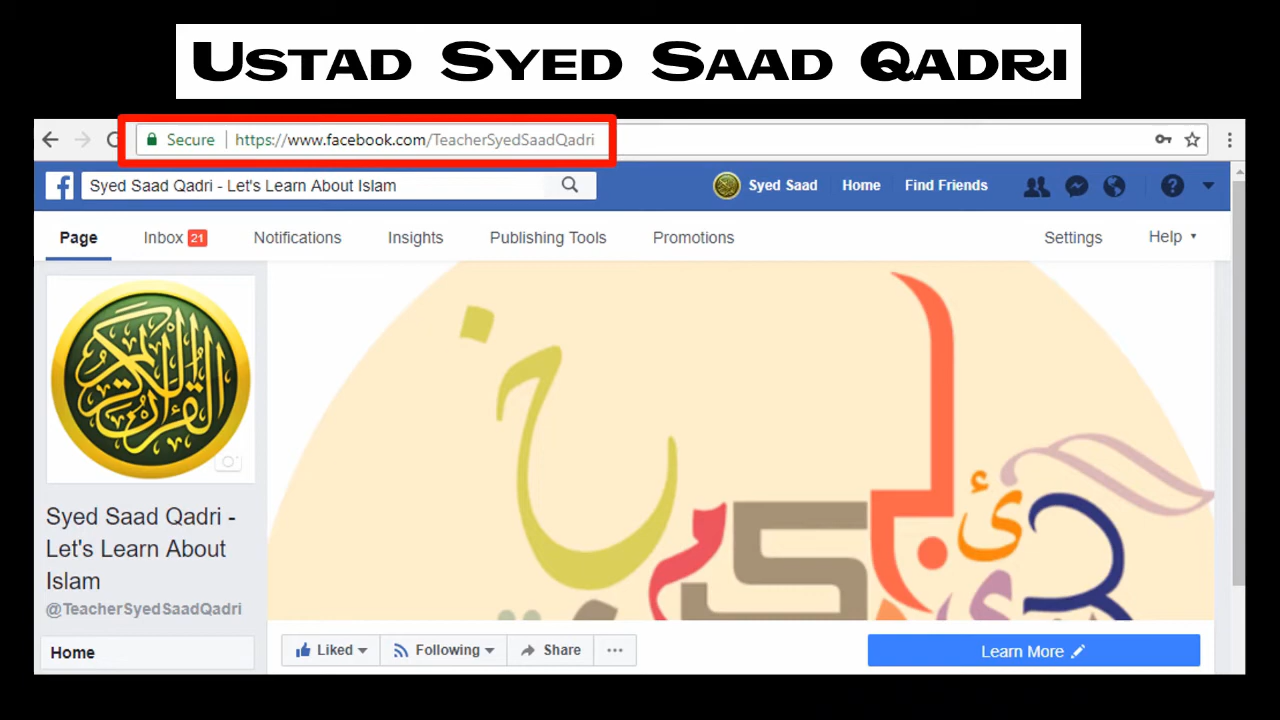 Ustad Syed Saad Qadri
Secure | https://www.facebook.com/TeacherSyedSaadQadri
f Syed Saad Qadri - Let's Learn About Islam Syed Saad Home Find Friends ?
Page Inbox 21 Notifications Insights Publishing Tools Promotions Settings Help
القرآن الكريم
Syed Saad Qadri -
Let's Learn About
Islam
@TeacherSyedSaadQadri
Home
Liked Following Share ... Learn More